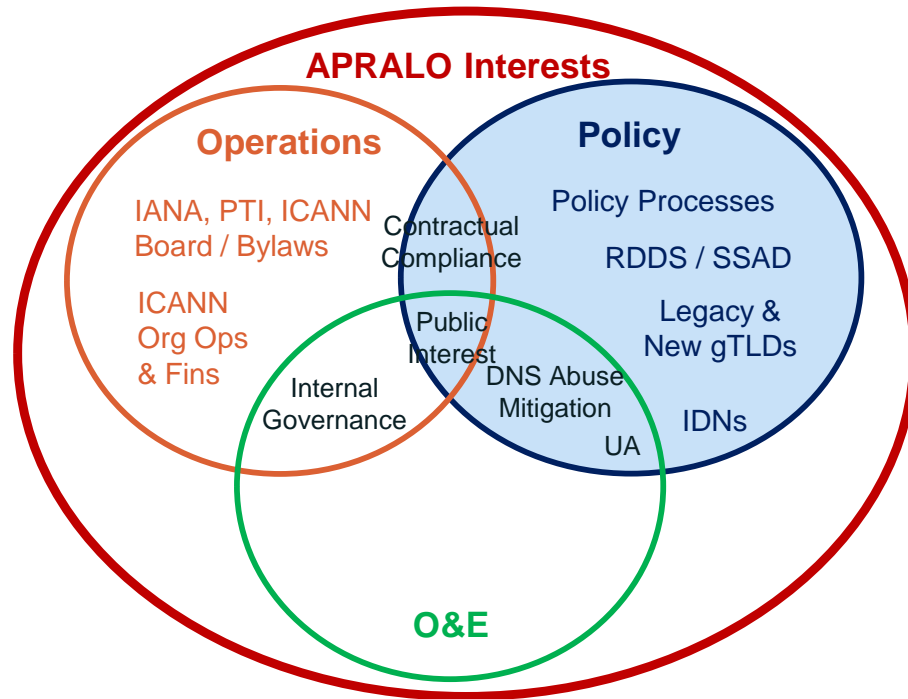 APRALO Interests
Operations
IANA, PTI, ICANN
Board / Bylaws
ICANN
Org Ops
& Fins
Contractual
Compliance
Policy
Policy Processes
RDDS / SSAD
Legacy &
New gTLDs
IDNs
Public
Interest
Internal
Governance
DNS Abuse
Mitigation
UA
O&E